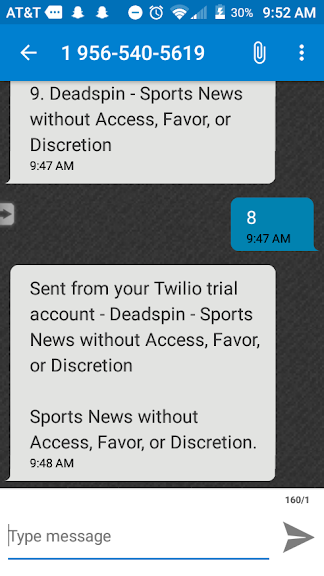 AT&T 30% 9:52 AM
1 956-540-5619
9. Deadspin - Sports News
without Access, Favor, or
Discretion
9:47 AM
8
9:47 AM
Sent from your Twilio trial
account - Deadspin - Sports
News without Access, Favor,
or Discretion
Sports News without
Access, Favor, or Discretion.
9:48 AM
160/1
Type message